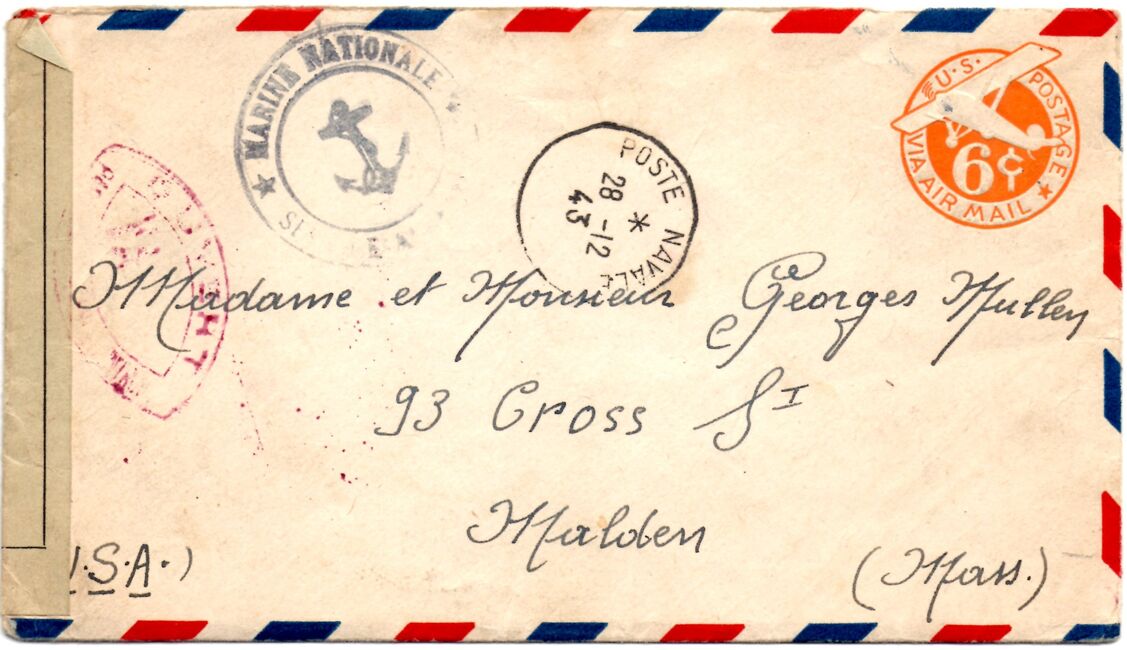 MARINE NATIONALE
POSTE NAVALE
28-12
43
U.S. POSTAGE
6¢
VIA AIR MAIL
Madame et Monsieur Georges Mullen
93 Cross St
Malden
U.S.A.) (Mass.)